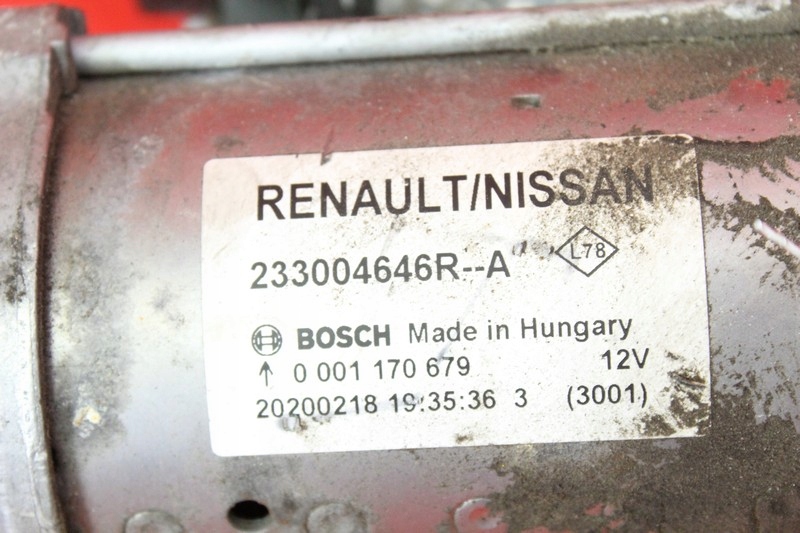 RENAULT/NISSAN
233004646R--A L78
BOSCH Made in Hungary
0 001 170 679 12V
20200218 19:35:36 3 (3001)